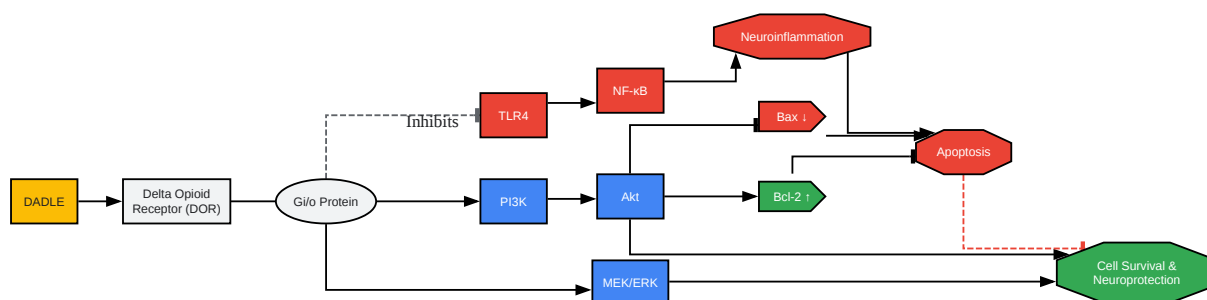 Neuroinflammation
NF-κB
TLR4
Inhibits
Bax ↓
Apoptosis
DADLE
Delta Opioid
Receptor (DOR)
Gi/o Protein
PI3K
Akt
Bcl-2 ↑
MEK/ERK
Cell Survival &
Neuroprotection